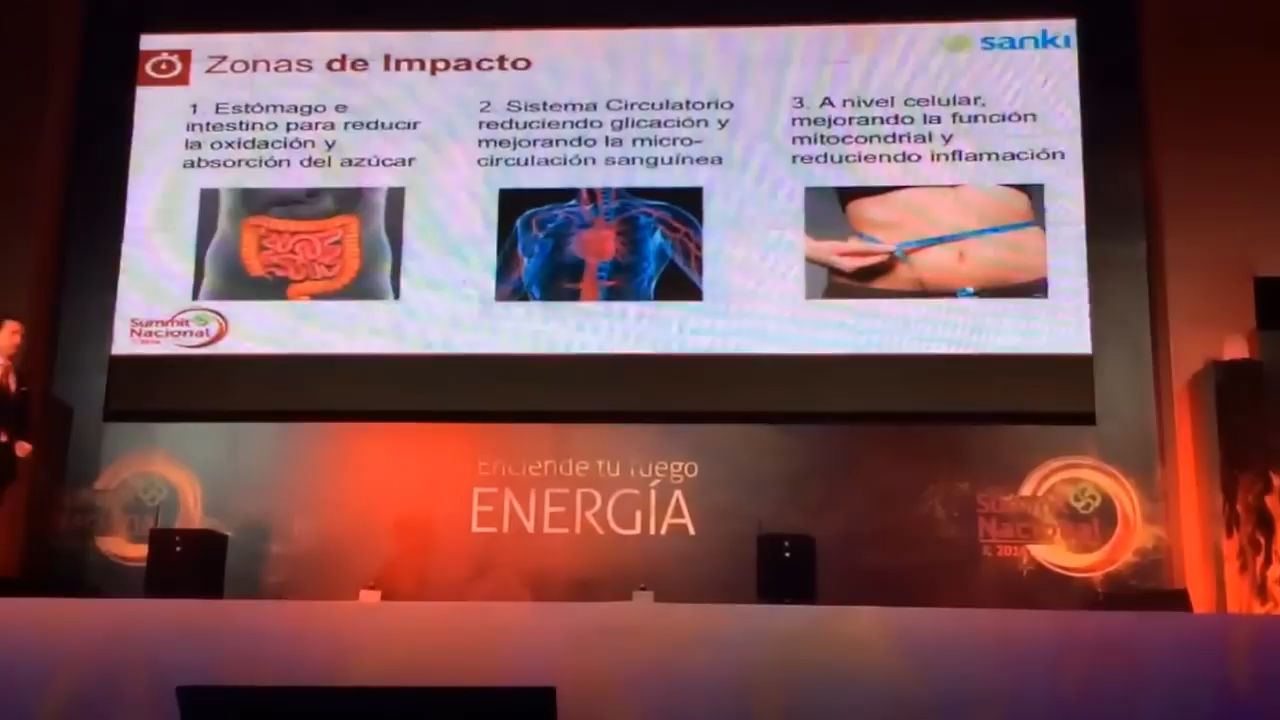 Zonas de Impacto
sanki
1. Estómago e
intestino para reducir
la oxidación y
absorción del azúcar
2. Sistema Circulatorio
reduciendo glicación y
mejorando la micro-
circulación sanguínea
3. A nivel celular,
mejorando la función
mitocondrial y
reduciendo inflamación
Summit
Nacional
Enciende tu fuego
ENERGÍA
Nacional